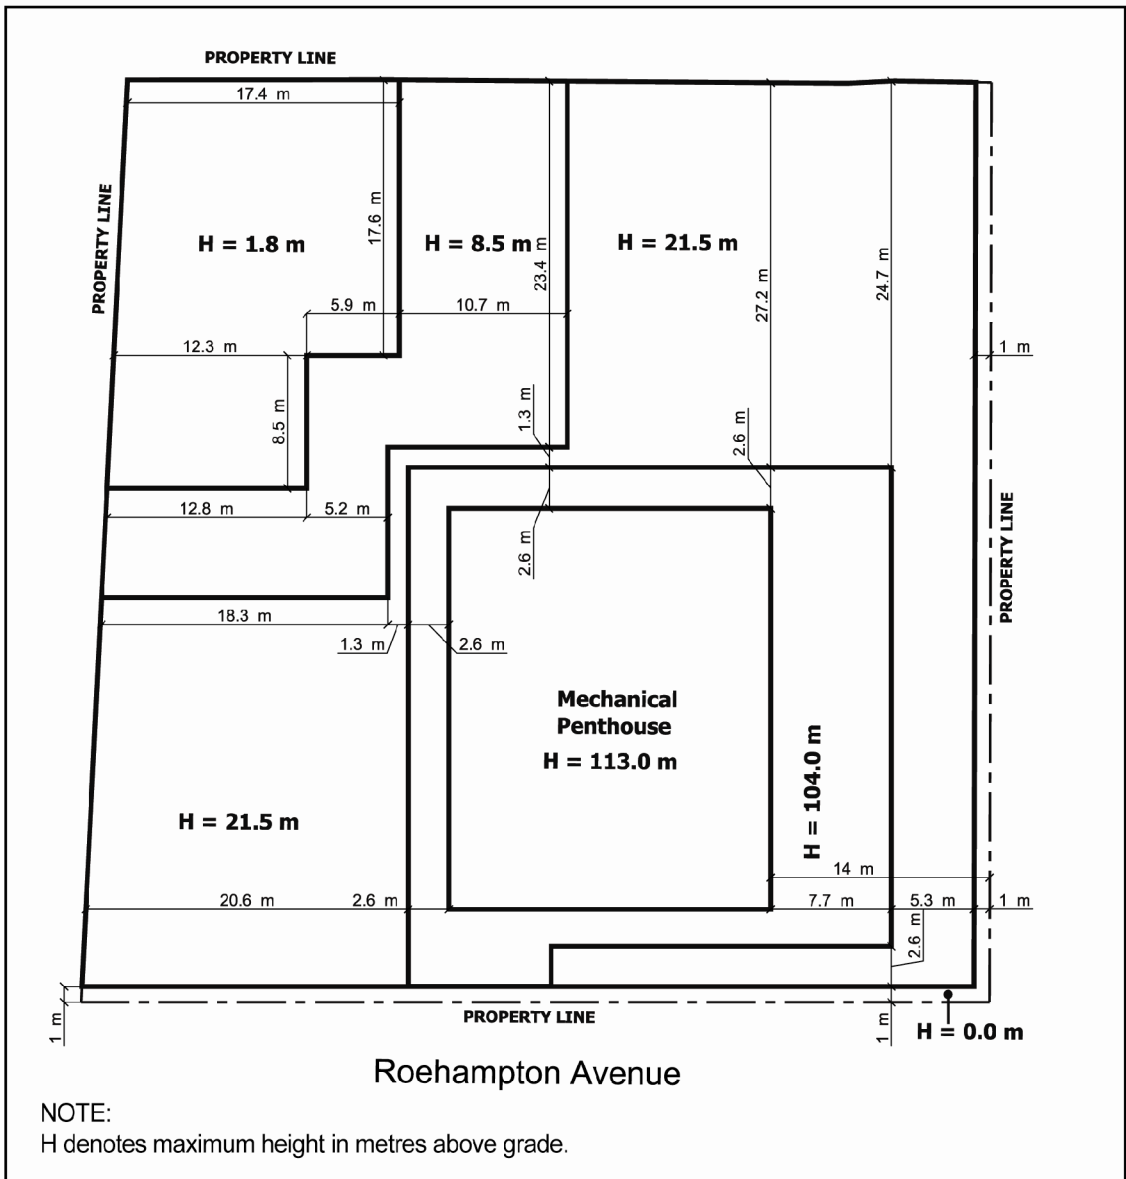 PROPERTY LINE
17.4 m
PROPERTY LINE
17.6 m
H = 1.8 m
H = 8.5 m
23.4 m
H = 21.5 m
27.2 m
24.7 m
5.9 m
10.7 m
12.3 m
1 m
8.5 m
1.3 m
2.6 m
12.8 m
5.2 m
2.6 m
PROPERTY LINE
18.3 m
1.3 m
2.6 m
Mechanical
Penthouse
H = 113.0 m
H = 104.0 m
H = 21.5 m
14 m
20.6 m
2.6 m
7.7 m
5.3 m
1 m
2.6 m
1 m
PROPERTY LINE
1 m
H = 0.0 m
Roehampton Avenue
NOTE:
H denotes maximum height in metres above grade.